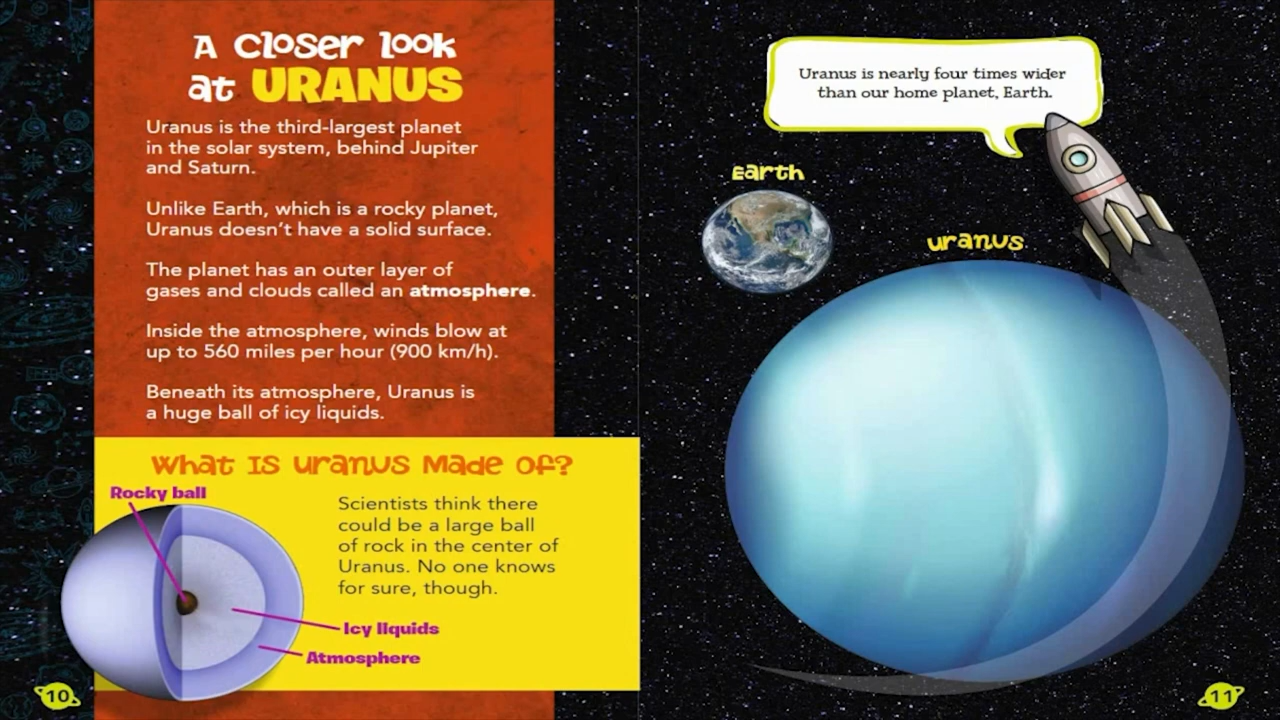 A closer look
at URANUS
Uranus is the third-largest planet
in the solar system, behind Jupiter
and Saturn.
Unlike Earth, which is a rocky planet,
Uranus doesn't have a solid surface.
The planet has an outer layer of
gases and clouds called an atmosphere.
Inside the atmosphere, winds blow at
up to 560 miles per hour (900 km/h).
Beneath its atmosphere, Uranus is
a huge ball of icy liquids.
What Is Uranus Made Of?
Rocky ball
Scientists think there
could be a large ball
of rock in the center of
Uranus. No one knows
for sure, though.
Icy liquids
Atmosphere
10
Uranus is nearly four times wider
than our home planet, Earth.
Earth
Uranus
11